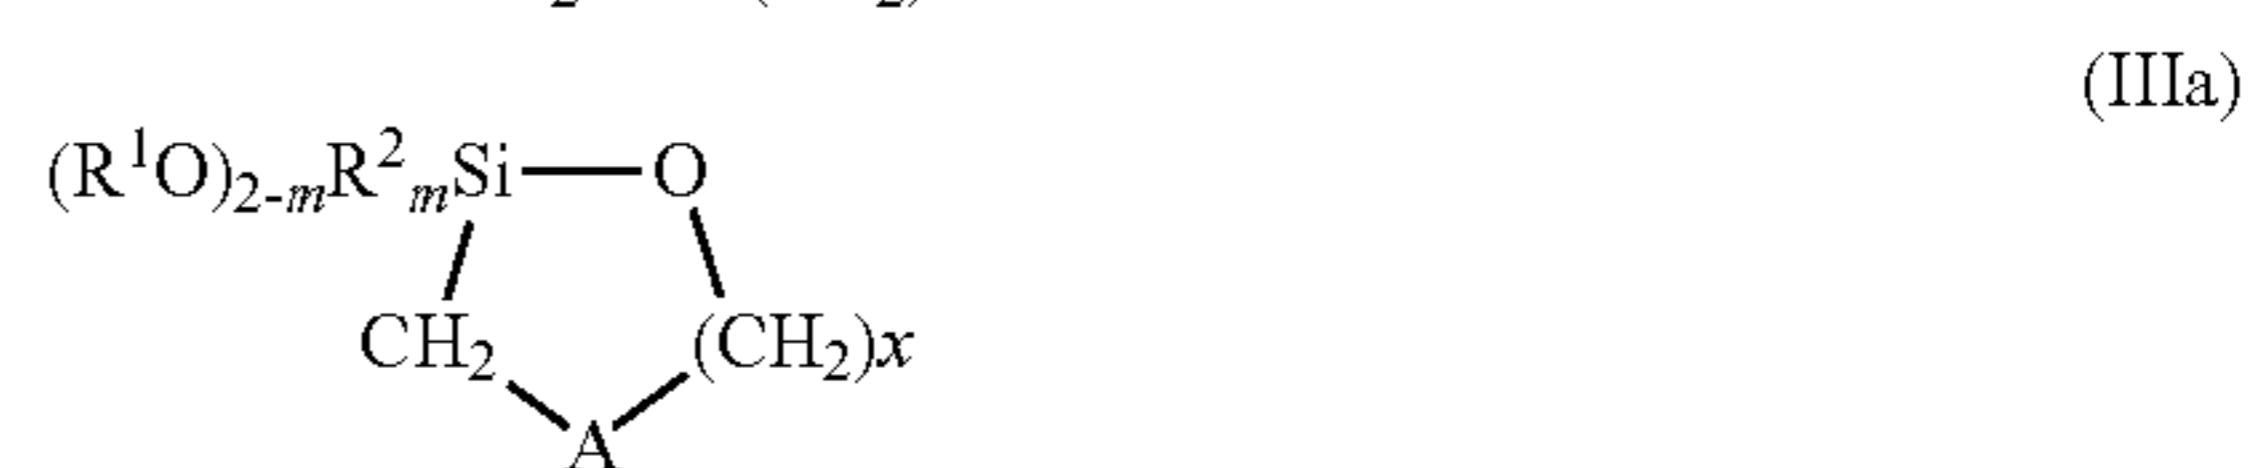 (IIIa)
(R¹O)₂₋ₘR²ₘSi—O
CH₂ (CH₂)x
A